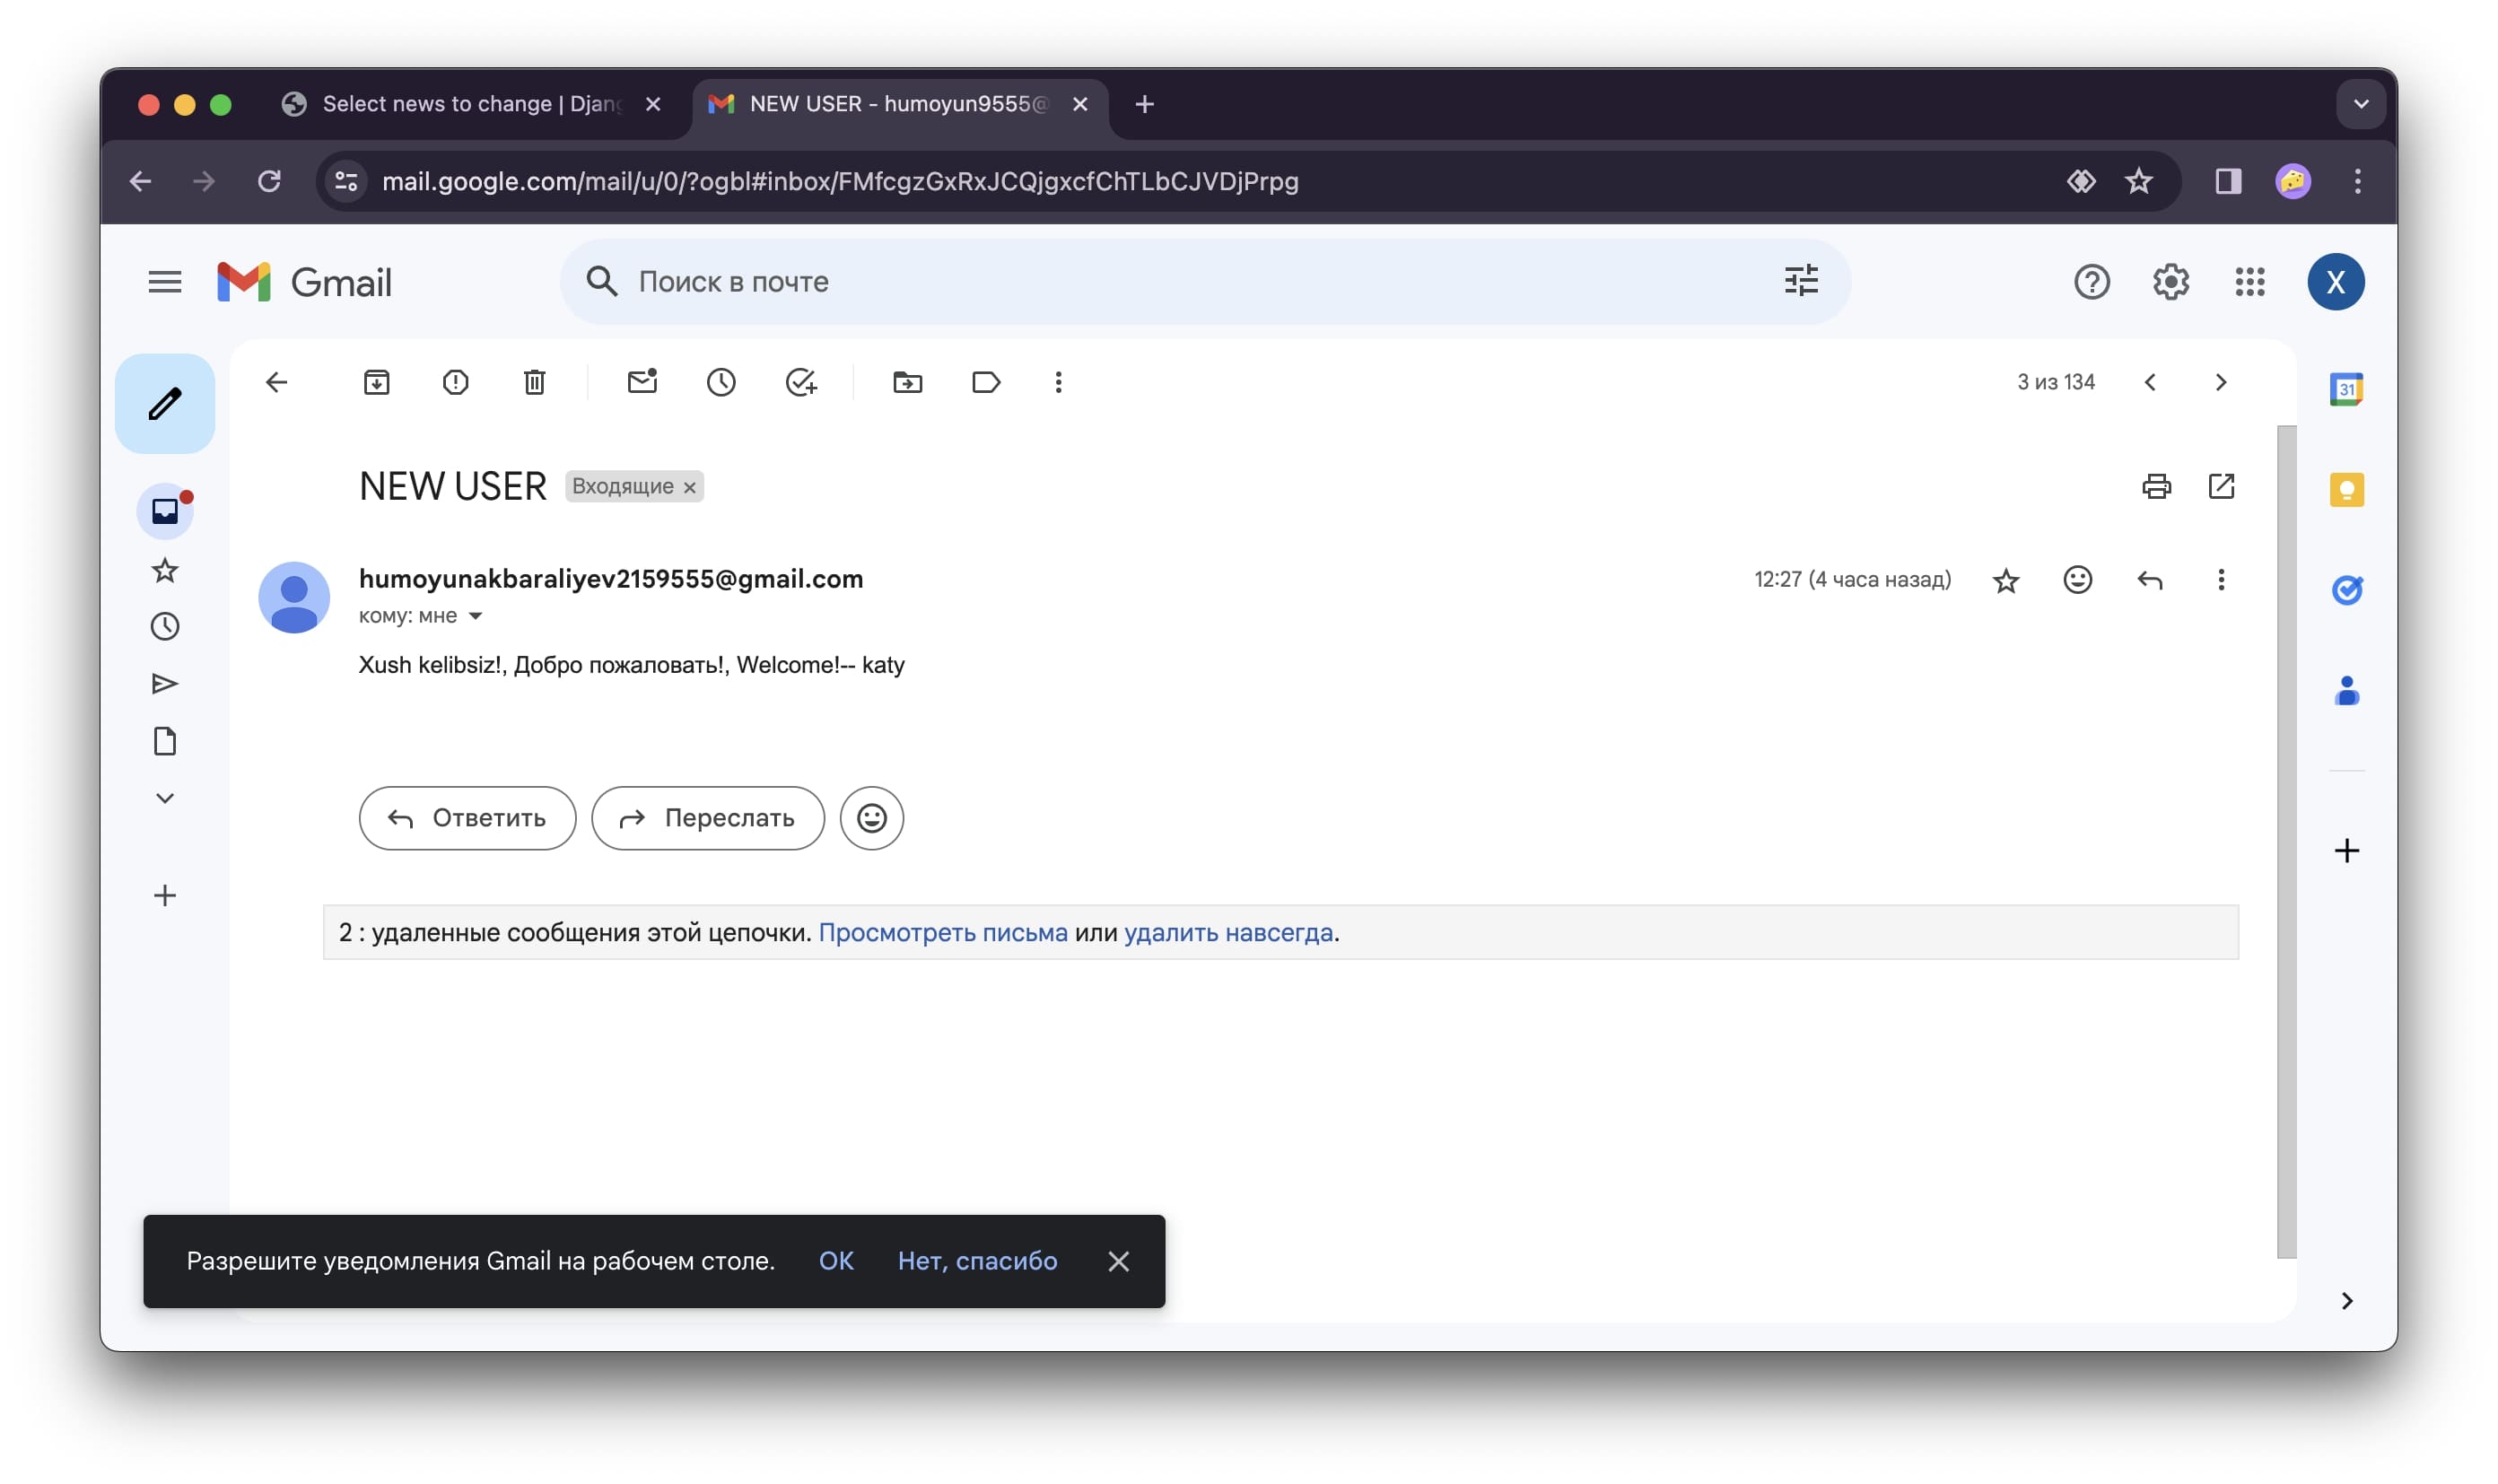 Select news to change | Djang
NEW USER - humoyun9555@
mail.google.com/mail/u/0/?ogbl#inbox/FMfcgzGxRxJCQjgxcfChTLbCJVDjPrpg
Gmail
Поиск в почте
X
3 из 134
31
NEW USER Входящие
humoyunakbaraliyev2159555@gmail.com
12:27 (4 часа назад)
кому: мне
Xush kelibsiz!, Добро пожаловать!, Welcome!-- katy
Ответить
Переслать
2 : удаленные сообщения этой цепочки. Просмотреть письма или удалить навсегда.
Разрешите уведомления Gmail на рабочем столе. ОК Нет, спасибо